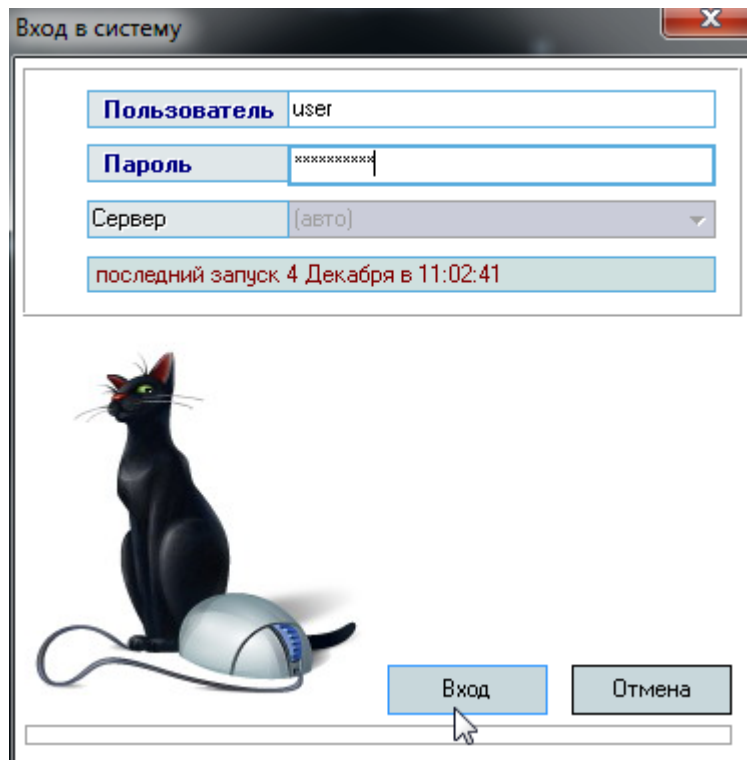 Вход в систему
Пользователь user
Пароль **********
Сервер (авто)
последний запуск 4 Декабря в 11:02:41
Вход Отмена